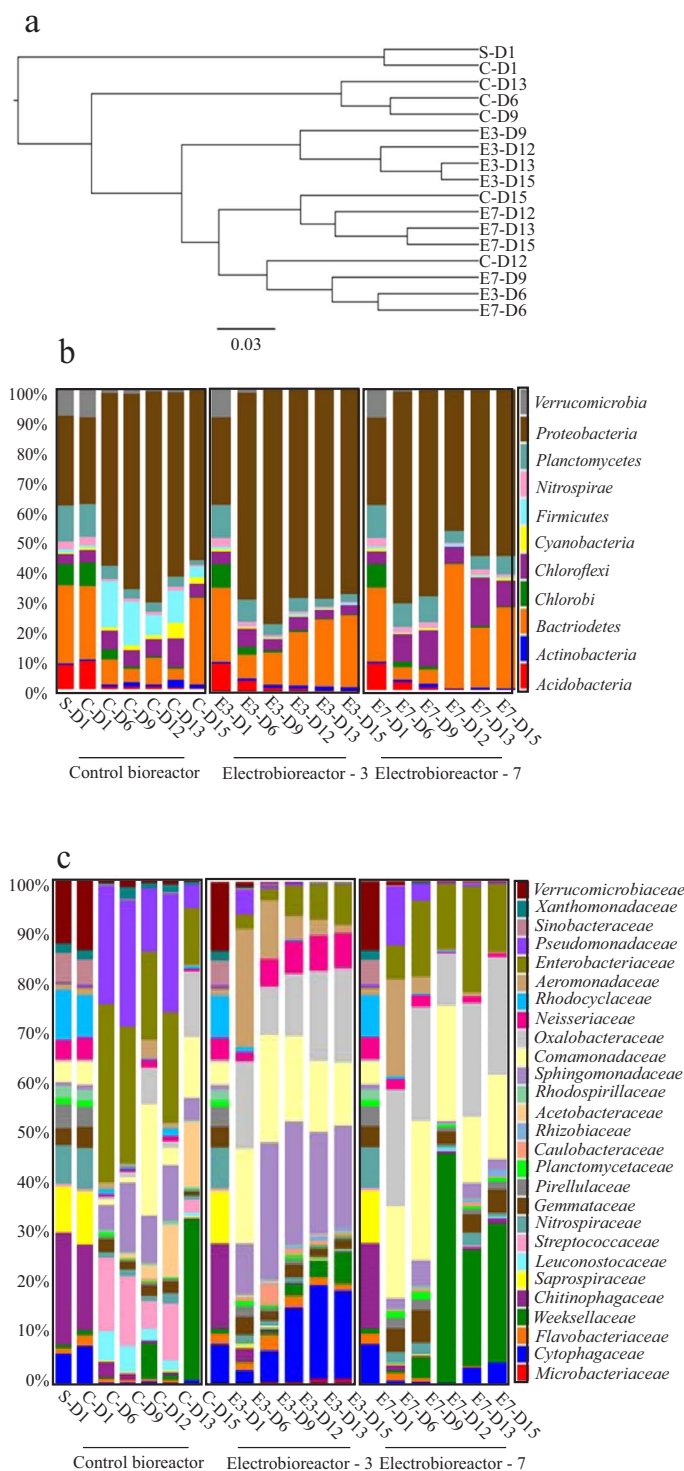 a
S-D1
C-D1
C-D13
C-D6
C-D9
E3-D9
E3-D12
E3-D13
E3-D15
C-D15
E7-D12
E7-D13
E7-D15
C-D12
E7-D9
E3-D6
E7-D6
0.03
b
100%
90%
80%
70%
60%
50%
40%
30%
20%
10%
0%
Verrucomicrobia
Proteobacteria
Planctomycetes
Nitrospirae
Firmicutes
Cyanobacteria
Chloroflexi
Chlorobi
Bactriodetes
Actinobacteria
Acidobacteria
S-D1 C-D1 C-D6 C-D9 C-D12 C-D13 C-D15 E3-D1 E3-D6 E3-D9 E3-D12 E3-D13 E3-D15 E7-D1 E7-D6 E7-D9 E7-D12 E7-D13 E7-D15
Control bioreactor Electrobioreactor - 3 Electrobioreactor - 7
c
100%
90%
80%
70%
60%
50%
40%
30%
20%
10%
0%
Verrucomicrobiaceae
Xanthomonadaceae
Sinobacteraceae
Pseudomonadaceae
Enterobacteriaceae
Aeromonadaceae
Rhodocyclaceae
Neisseriaceae
Oxalobacteraceae
Comamonadaceae
Sphingomonadaceae
Rhodospirillaceae
Acetobacteraceae
Rhizobiaceae
Caulobacteraceae
Planctomycetaceae
Pirellulaceae
Gemmataceae
Nitrospiraceae
Streptococcaceae
Leuconostocaceae
Saprospiraceae
Chitinophagaceae
Weeksellaceae
Flavobacteriaceae
Cytophagaceae
Microbacteriaceae
S-D1 C-D1 C-D6 C-D9 C-D12 C-D13 C-D15 E3-D1 E3-D6 E3-D9 E3-D12 E3-D13 E3-D15 E7-D1 E7-D6 E7-D9 E7-D12 E7-D13 E7-D15
Control bioreactor Electrobioreactor - 3 Electrobioreactor - 7